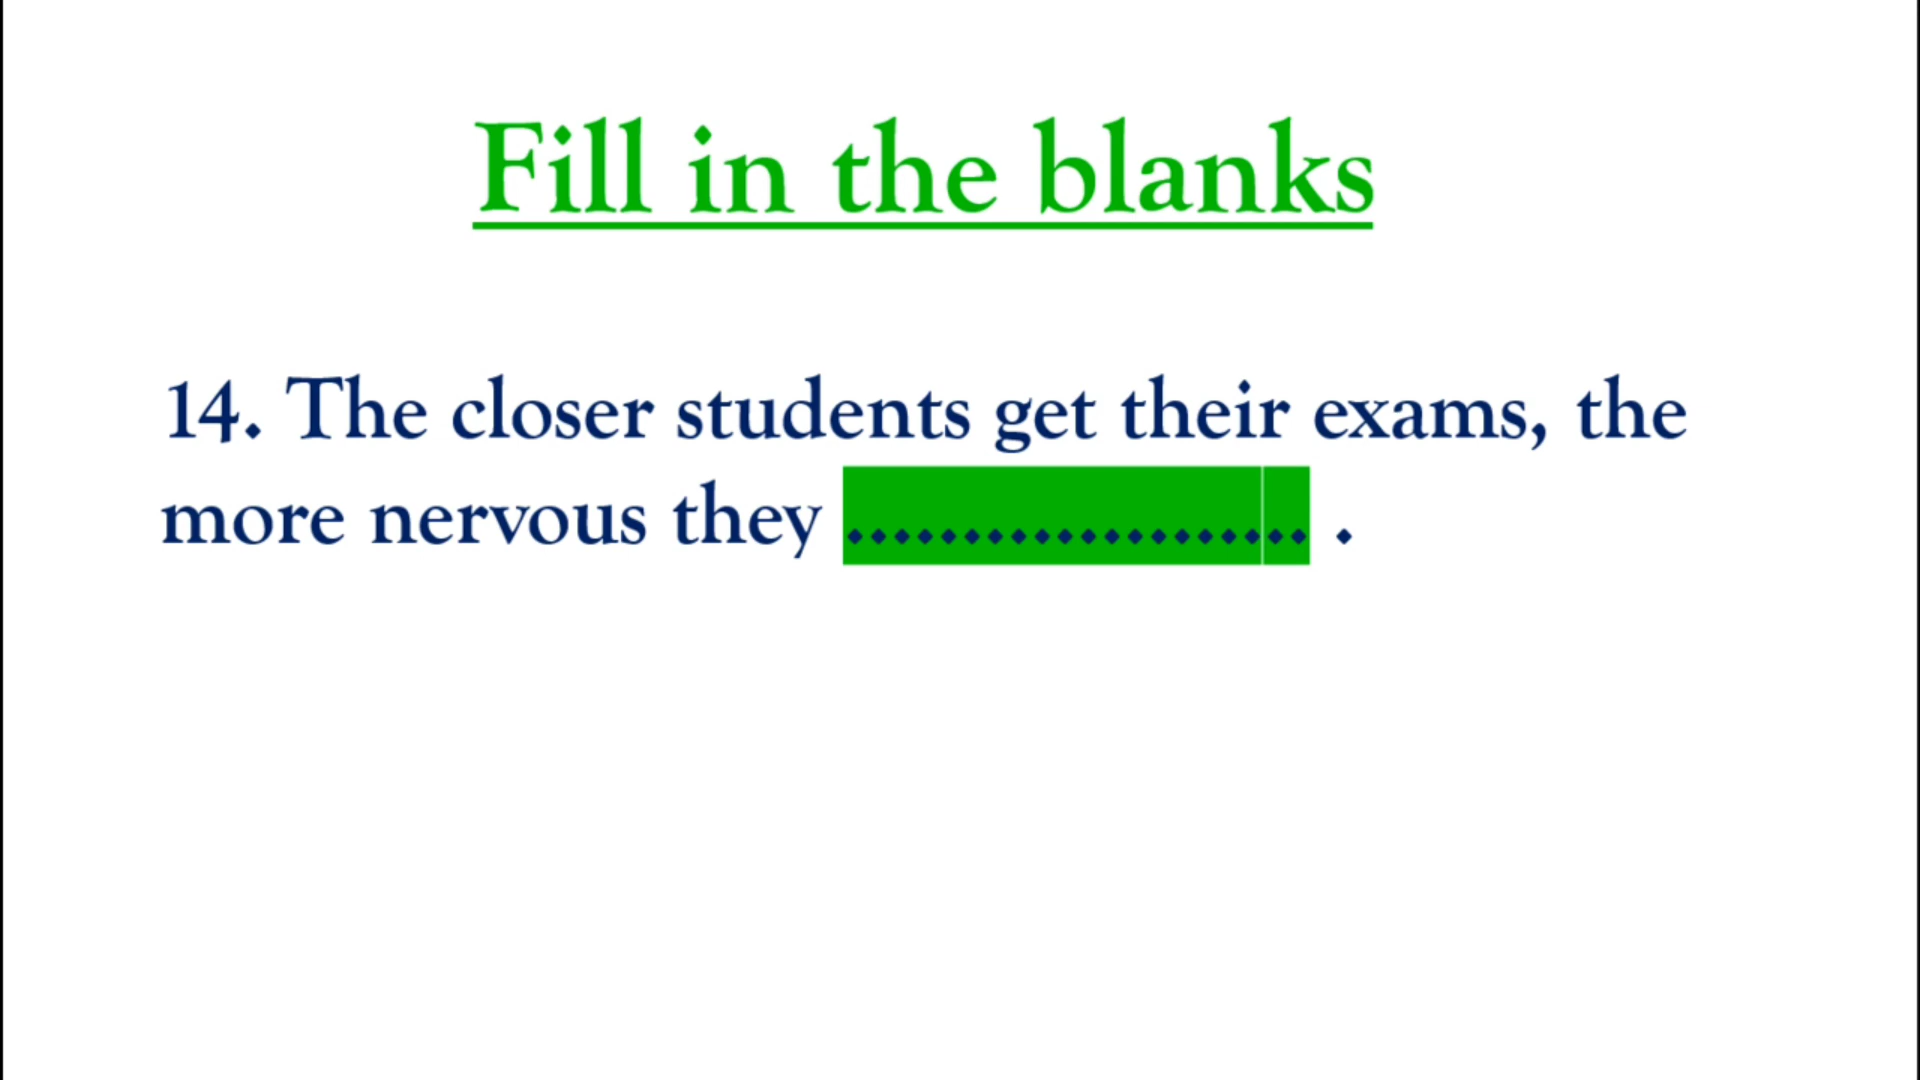 Fill in the blanks
14. The closer students get their exams, the
more nervous they .................... .